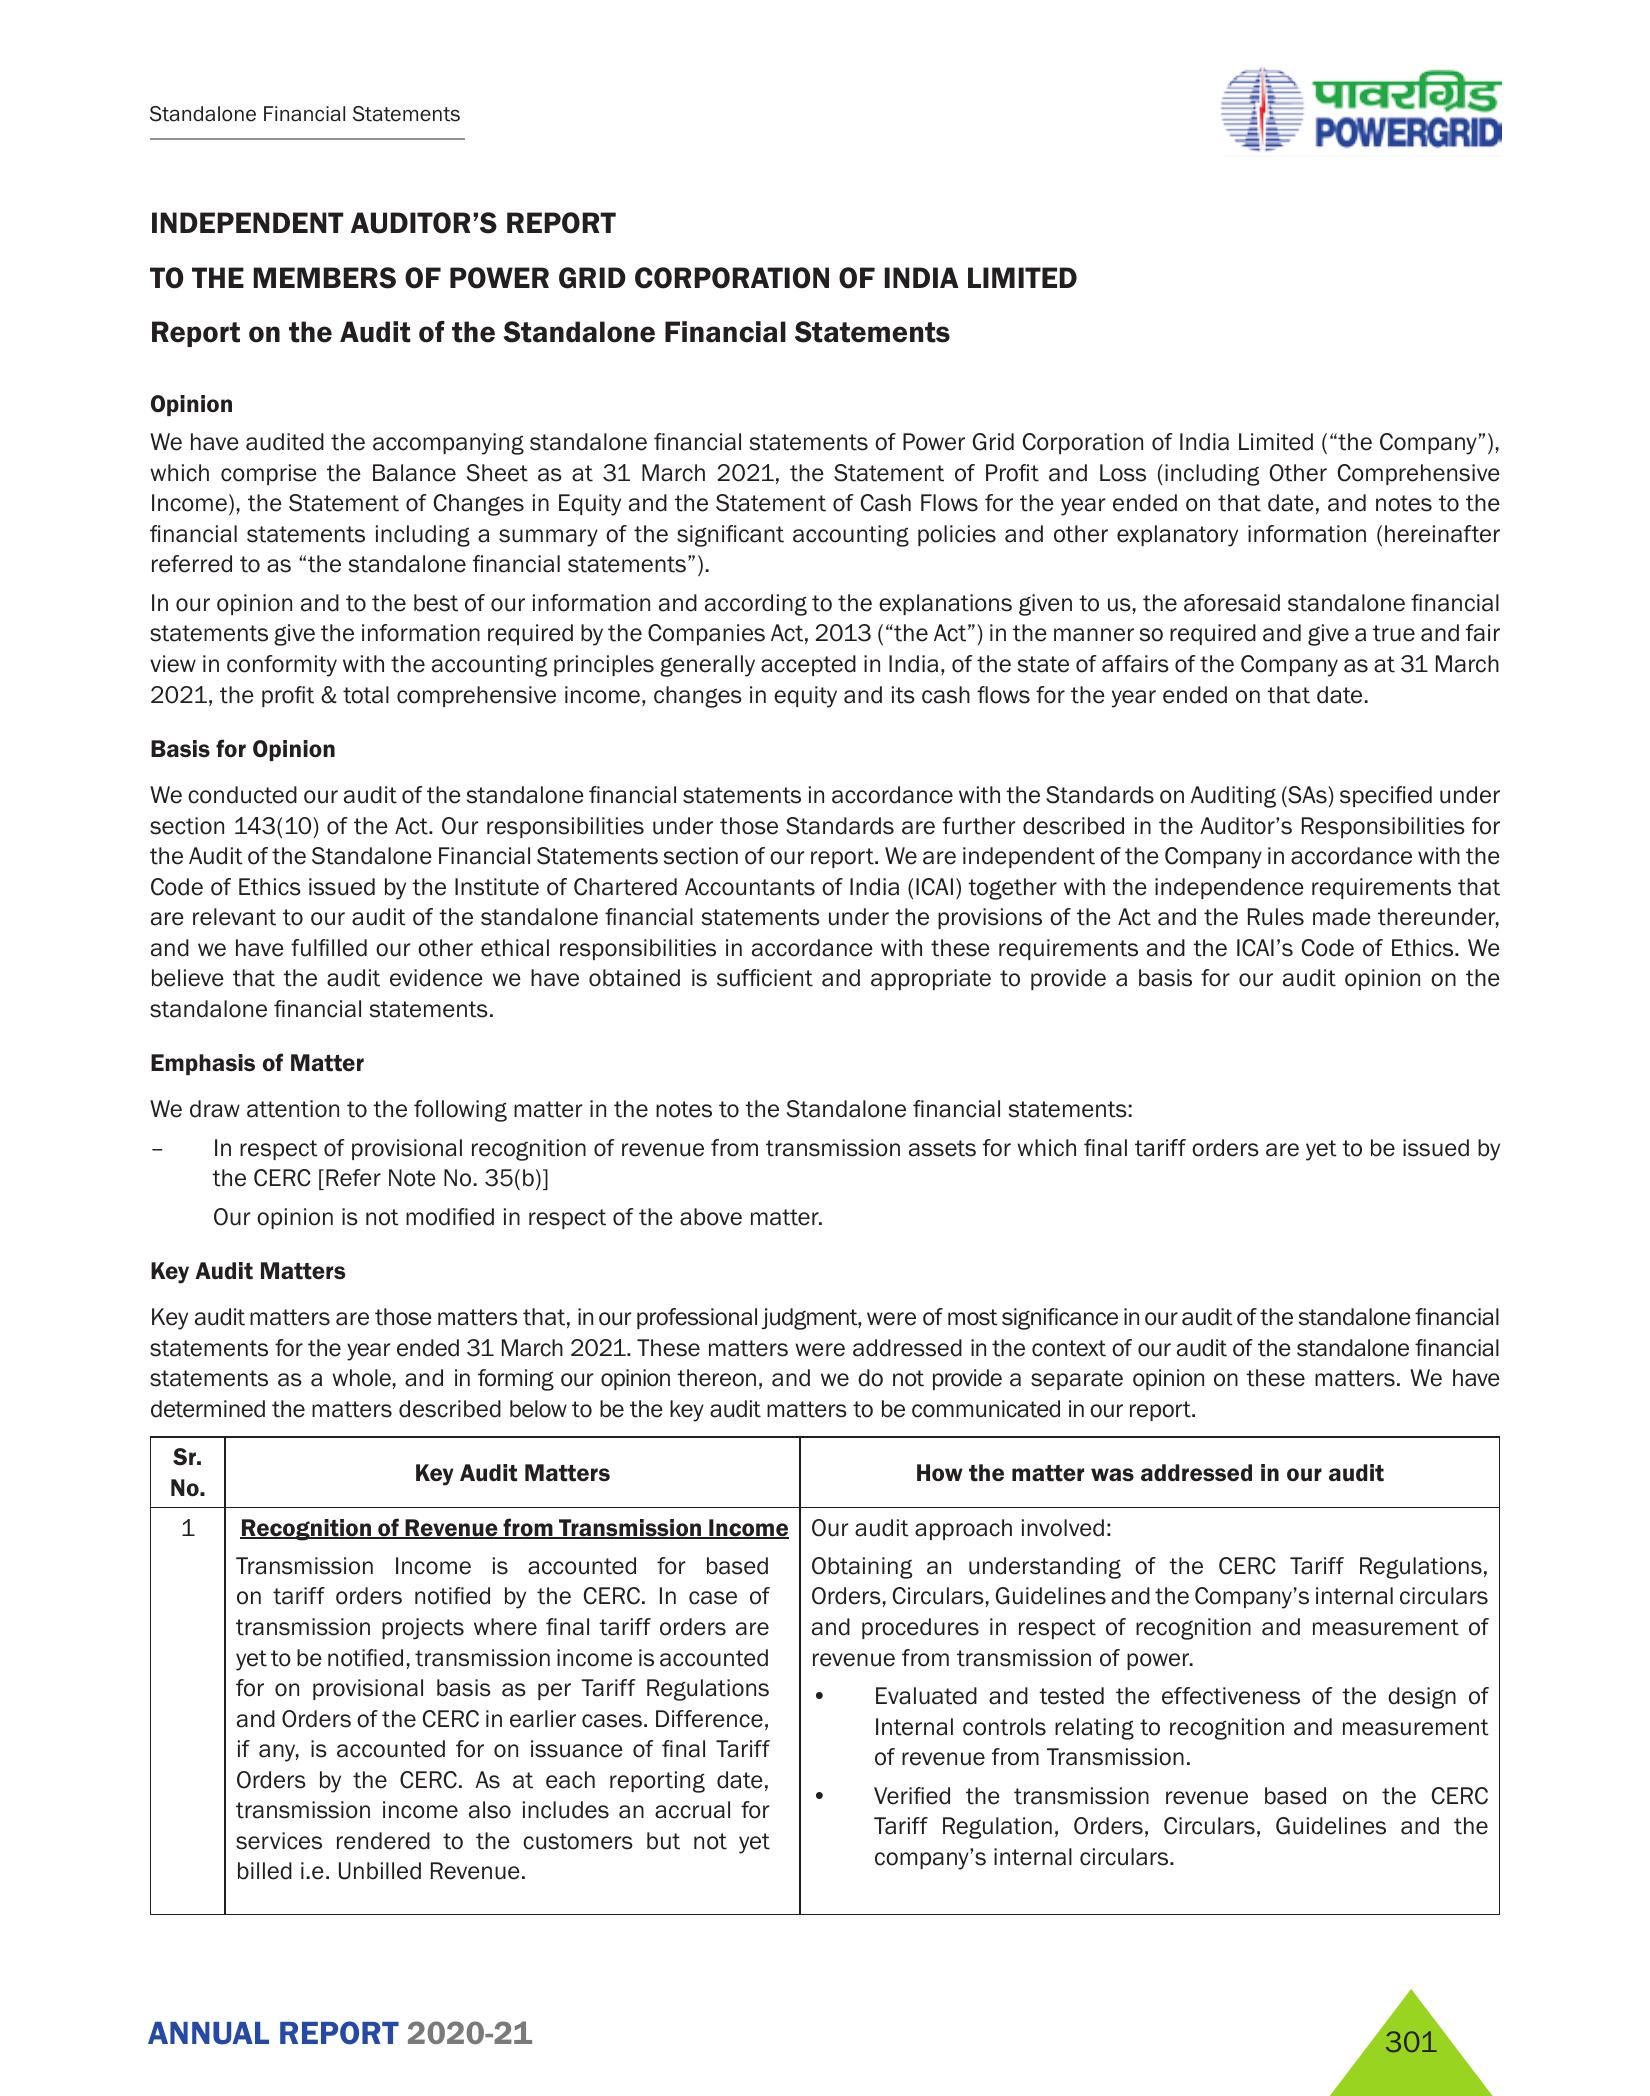 Standalone Financial Statements
पावरग्रिड
POWERGRID
INDEPENDENT AUDITOR’S REPORT
TO THE MEMBERS OF POWER GRID CORPORATION OF INDIA LIMITED
Report on the Audit of the Standalone Financial Statements
Opinion
We have audited the accompanying standalone financial statements of Power Grid Corporation of India Limited (“the Company”),
which comprise the Balance Sheet as at 31 March 2021, the Statement of Profit and Loss (including Other Comprehensive
Income), the Statement of Changes in Equity and the Statement of Cash Flows for the year ended on that date, and notes to the
financial statements including a summary of the significant accounting policies and other explanatory information (hereinafter
referred to as “the standalone financial statements”).
In our opinion and to the best of our information and according to the explanations given to us, the aforesaid standalone financial
statements give the information required by the Companies Act, 2013 (“the Act”) in the manner so required and give a true and fair
view in conformity with the accounting principles generally accepted in India, of the state of affairs of the Company as at 31 March
2021, the profit & total comprehensive income, changes in equity and its cash flows for the year ended on that date.
Basis for Opinion
We conducted our audit of the standalone financial statements in accordance with the Standards on Auditing (SAs) specified under
section 143(10) of the Act. Our responsibilities under those Standards are further described in the Auditor’s Responsibilities for
the Audit of the Standalone Financial Statements section of our report. We are independent of the Company in accordance with the
Code of Ethics issued by the Institute of Chartered Accountants of India (ICAI) together with the independence requirements that
are relevant to our audit of the standalone financial statements under the provisions of the Act and the Rules made thereunder,
and we have fulfilled our other ethical responsibilities in accordance with these requirements and the ICAI’s Code of Ethics. We
believe that the audit evidence we have obtained is sufficient and appropriate to provide a basis for our audit opinion on the
standalone financial statements.
Emphasis of Matter
We draw attention to the following matter in the notes to the Standalone financial statements:
– In respect of provisional recognition of revenue from transmission assets for which final tariff orders are yet to be issued by
the CERC [Refer Note No. 35(b)]
Our opinion is not modified in respect of the above matter.
Key Audit Matters
Key audit matters are those matters that, in our professional judgment, were of most significance in our audit of the standalone financial
statements for the year ended 31 March 2021. These matters were addressed in the context of our audit of the standalone financial
statements as a whole, and in forming our opinion thereon, and we do not provide a separate opinion on these matters. We have
determined the matters described below to be the key audit matters to be communicated in our report.
Sr.
No.
Key Audit Matters
How the matter was addressed in our audit
1
Recognition of Revenue from Transmission Income
Transmission Income is accounted for based
on tariff orders notified by the CERC. In case of
transmission projects where final tariff orders are
yet to be notified, transmission income is accounted
for on provisional basis as per Tariff Regulations
and Orders of the CERC in earlier cases. Difference,
if any, is accounted for on issuance of final Tariff
Orders by the CERC. As at each reporting date,
transmission income also includes an accrual for
services rendered to the customers but not yet
billed i.e. Unbilled Revenue.
Our audit approach involved:
Obtaining an understanding of the CERC Tariff Regulations,
Orders, Circulars, Guidelines and the Company’s internal circulars
and procedures in respect of recognition and measurement of
revenue from transmission of power.
• Evaluated and tested the effectiveness of the design of
Internal controls relating to recognition and measurement
of revenue from Transmission.
• Verified the transmission revenue based on the CERC
Tariff Regulation, Orders, Circulars, Guidelines and the
company’s internal circulars.
ANNUAL REPORT 2020-21
301